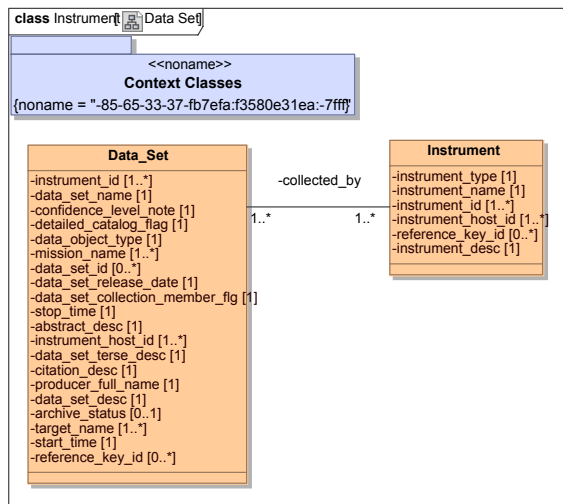 class Instrument[ Data Set]
<<noname>>
Context Classes
{noname = "-85-65-33-37-fb7efa:f3580e31ea:-7fff}"
Data_Set
-instrument_id [1..*]
-data_set_name [1]
-confidence_level_note [1]
-detailed_catalog_flag [1]
-data_object_type [1]
-mission_name [1..*]
-data_set_id [0..*]
-data_set_release_date [1]
-data_set_collection_member_flg [1]
-stop_time [1]
-abstract_desc [1]
-instrument_host_id [1..*]
-data_set_terse_desc [1]
-citation_desc [1]
-producer_full_name [1]
-data_set_desc [1]
-archive_status [0..1]
-target_name [1..*]
-start_time [1]
-reference_key_id [0..*]
-collected_by
1..*
1..*
Instrument
-instrument_type [1]
-instrument_name [1]
-instrument_id [1..*]
-instrument_host_id [1..*]
-reference_key_id [0..*]
-instrument_desc [1]